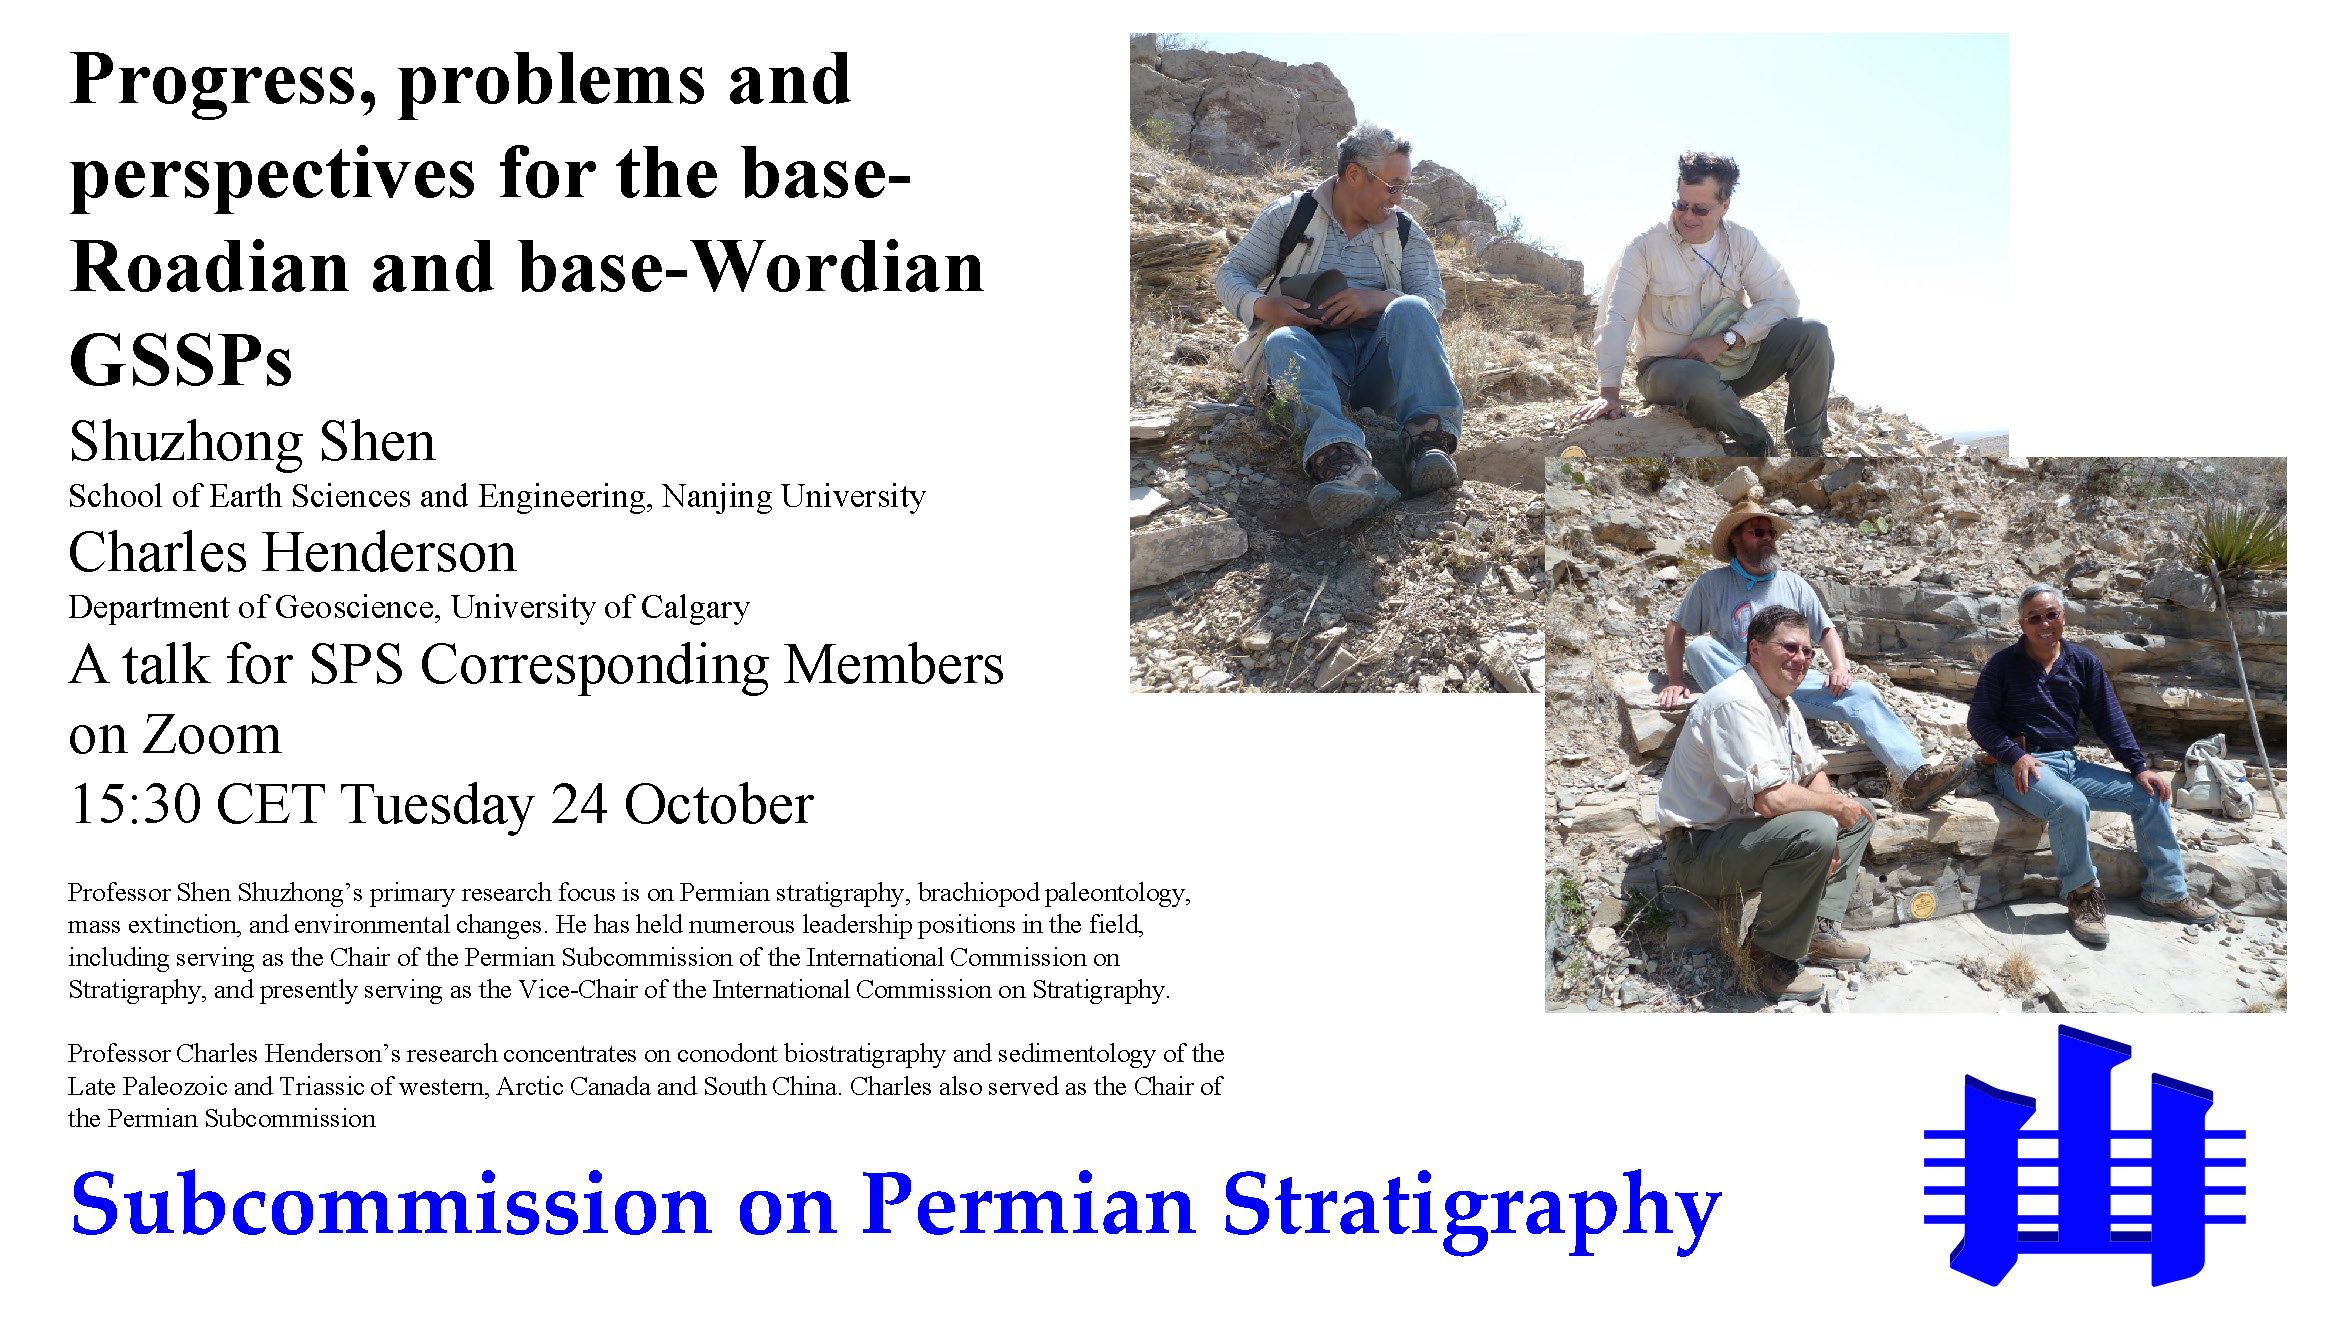 Progress, problems and
perspectives for the base-
Roadian and base-Wordian
GSSPs
Shuzhong Shen
School of Earth Sciences and Engineering, Nanjing University
Charles Henderson
Department of Geoscience, University of Calgary
A talk for SPS Corresponding Members
on Zoom
15:30 CET Tuesday 24 October
Professor Shen Shuzhong’s primary research focus is on Permian stratigraphy, brachiopod paleontology,
mass extinction, and environmental changes. He has held numerous leadership positions in the field,
including serving as the Chair of the Permian Subcommission of the International Commission on
Stratigraphy, and presently serving as the Vice-Chair of the International Commission on Stratigraphy.
Professor Charles Henderson’s research concentrates on conodont biostratigraphy and sedimentology of the
Late Paleozoic and Triassic of western, Arctic Canada and South China. Charles also served as the Chair of
the Permian Subcommission
Subcommission on Permian Stratigraphy